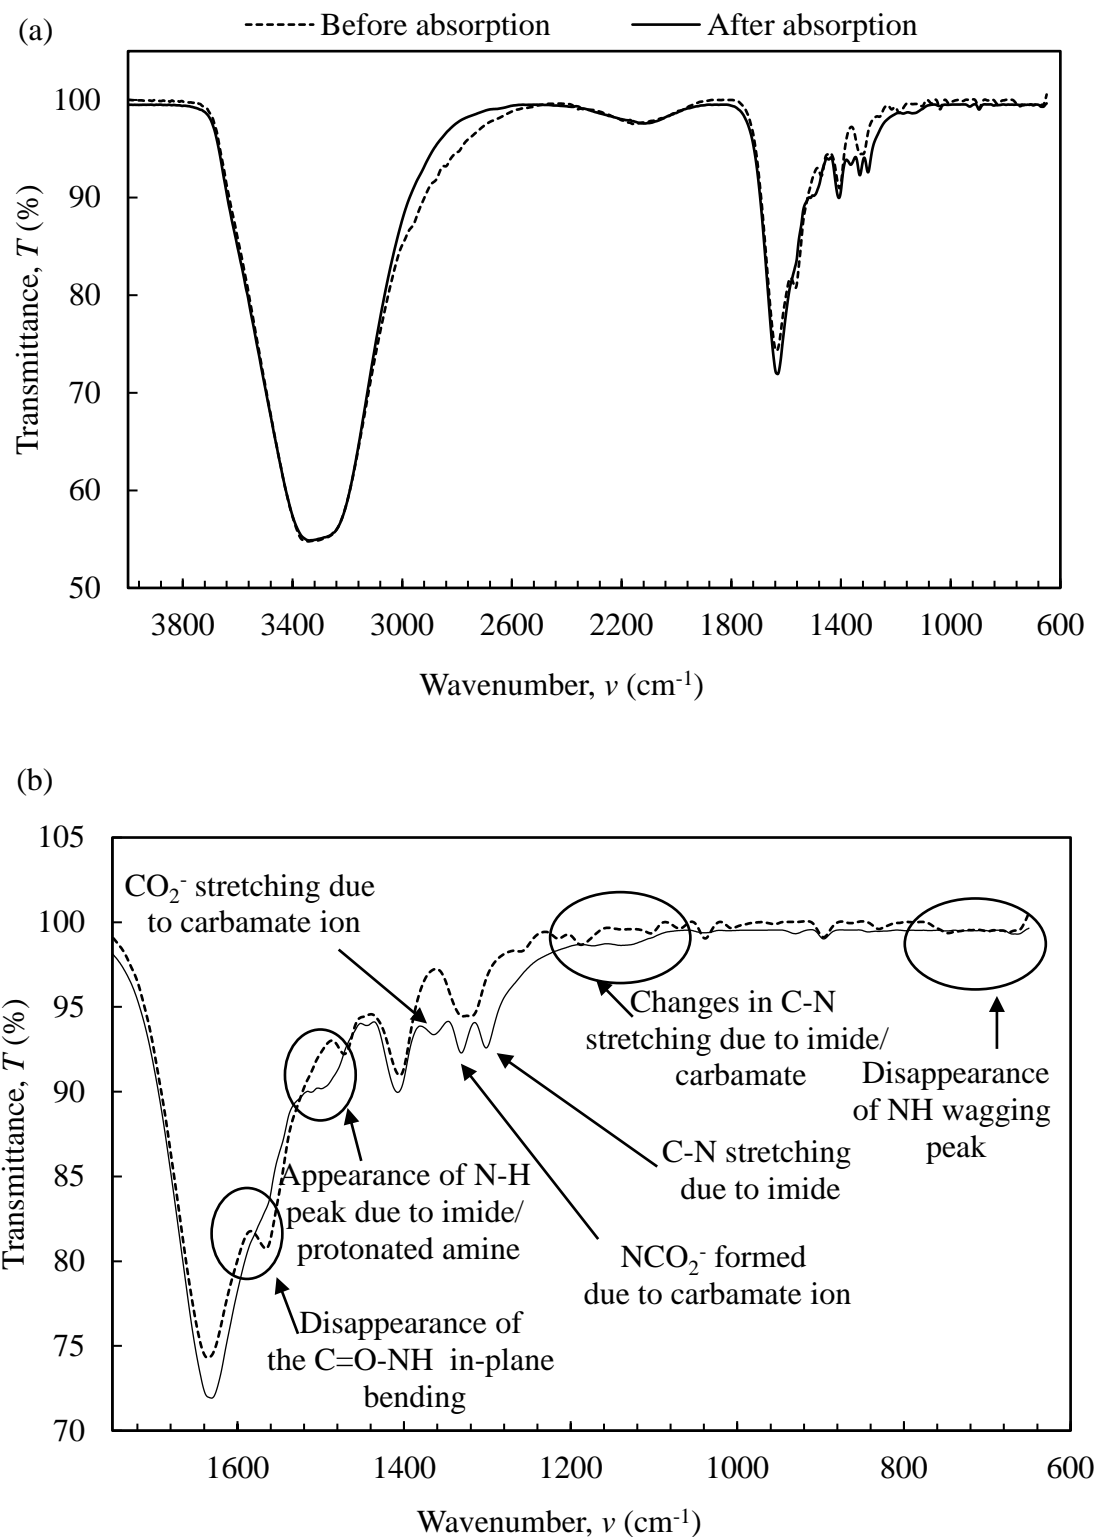 (a)
Before absorption
After absorption
100
90
80
70
60
50
Transmittance, T (%)
3800 3400 3000 2600 2200 1800 1400 1000 600
Wavenumber, v (cm-1)
(b)
105
100
95
90
85
80
75
70
Transmittance, T (%)
CO2- stretching due
to carbamate ion
Changes in C-N
stretching due to imide/
carbamate
Disappearance
of NH wagging
peak
C-N stretching
due to imide
Appearance of N-H
peak due to imide/
protonated amine
NCO2- formed
due to carbamate ion
Disappearance of
the C=O-NH in-plane
bending
1600 1400 1200 1000 800 600
Wavenumber, v (cm-1)